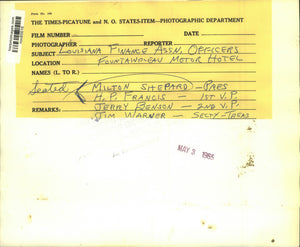 THE TIMES-PICAYUNE and N. O. STATES-ITEM—PHOTOGRAPHIC DEPARTMENT
FILM NUMBER DATE
PHOTOGRAPHER REPORTER
SUBJECT LOUISIANA FINANCE ASSN. OFFICERS
LOCATION FOUNTAINBLEAU MOTOR HOTEL
NAMES (L. TO R.)
Seated MILTON SHEPARD - PRES
H. P. FRANCIS - 1ST V.P.
JERRY BENSON - 2ND V.P.
REMARKS: JIM WARNER - SECTY-TREAS
MAY 3 1965